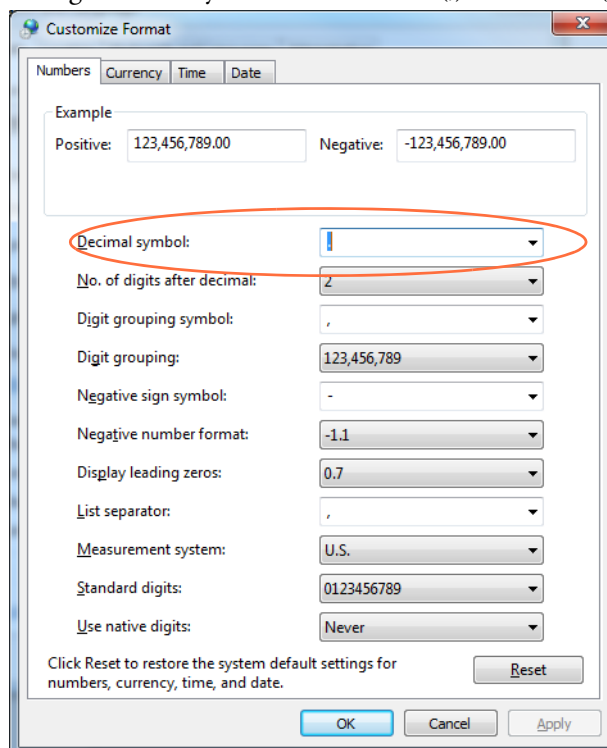 Customize Format
Numbers Currency Time Date
Example
Positive: 123,456,789.00 Negative: -123,456,789.00
Decimal symbol: .
No. of digits after decimal: 2
Digit grouping symbol: ,
Digit grouping: 123,456,789
Negative sign symbol: -
Negative number format: -1.1
Display leading zeros: 0.7
List separator: ,
Measurement system: U.S.
Standard digits: 0123456789
Use native digits: Never
Click Reset to restore the system default settings for
numbers, currency, time, and date.
Reset
OK Cancel Apply